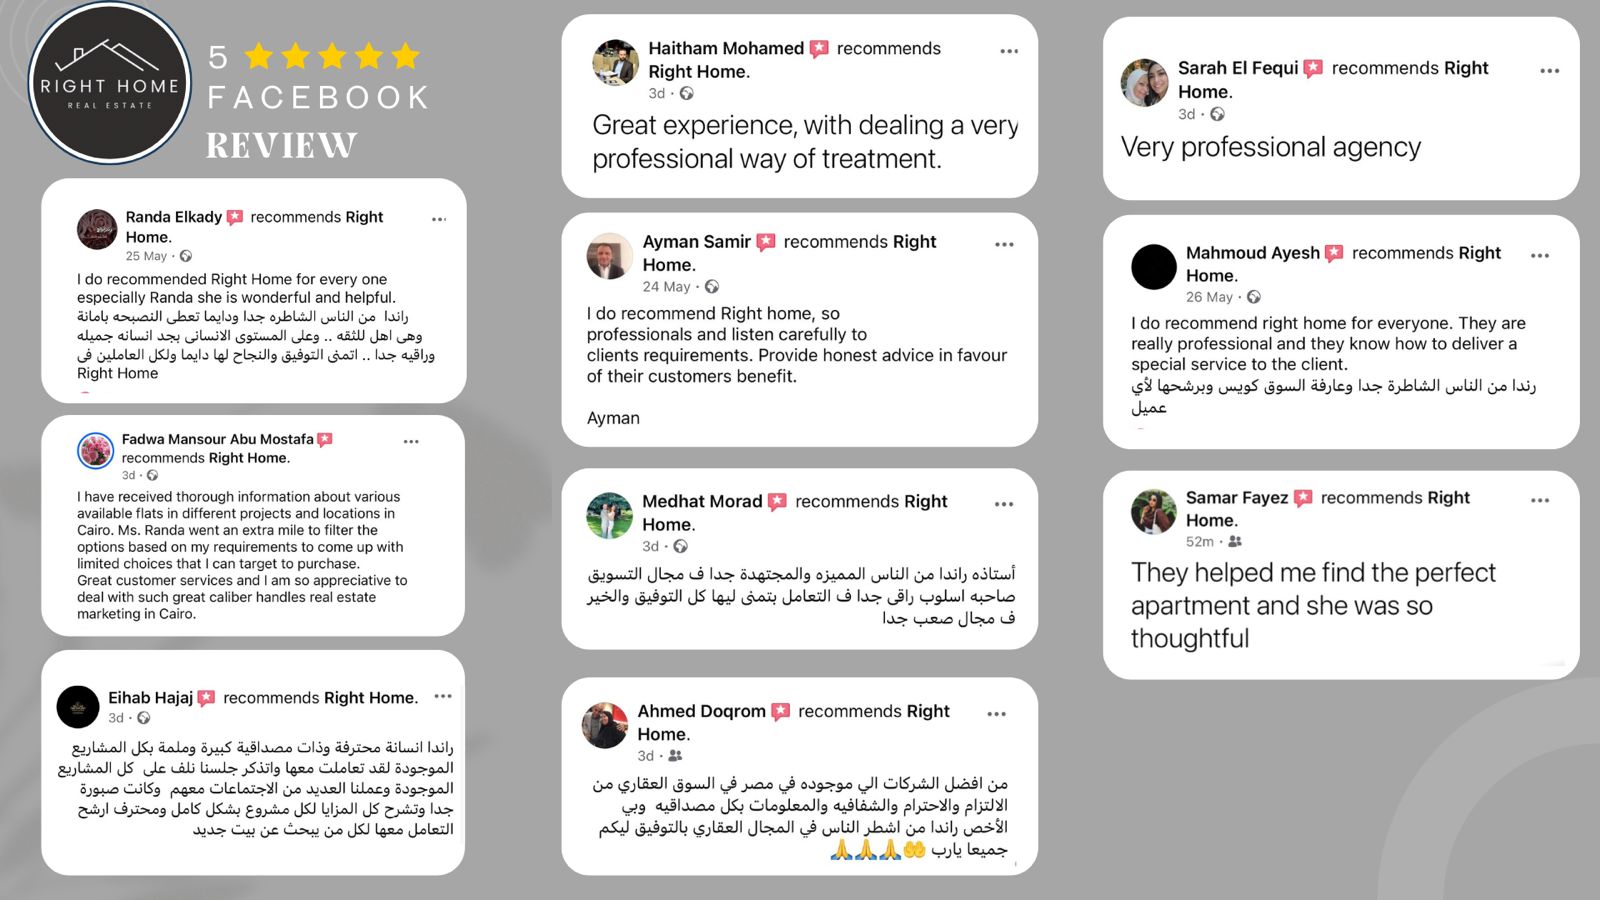 RIGHT HOME
REAL ESTATE
5
FACEBOOK
REVIEW
Randa Elkady recommends Right
Home.
25 May ·
I do recommended Right Home for every one
especially Randa she is wonderful and helpful.
راندا من الناس الشاطره جدا ودايما تعطى النصيحه بامانة
وهى اهل للثقه .. وعلى المستوى الانسانى بجد انسانه جميله
وراقيه جدا .. اتمنى التوفيق والنجاح لها دايما ولكل العاملين فى
Right Home
Fadwa Mansour Abu Mostafa
recommends Right Home.
3d ·
I have received thorough information about various
available flats in different projects and locations in
Cairo. Ms. Randa went an extra mile to filter the
options based on my requirements to come up with
limited choices that I can target to purchase.
Great customer services and I am so appreciative to
deal with such great caliber handles real estate
marketing in Cairo.
Eihab Hajaj recommends Right Home.
3d ·
راندا انسانة محترفة وذات مصداقية كبيرة وملمة بكل المشاريع
الموجودة لقد تعاملت معها واتذكر جلسنا نلف على كل المشاريع
الموجودة وعملنا العديد من الاجتماعات معهم وكانت صبورة
جدا وتشرح كل المزايا لكل مشروع بشكل كامل ومحترف ارشح
التعامل معها لكل من يبحث عن بيت جديد
Haitham Mohamed recommends
Right Home.
3d ·
Great experience, with dealing a very
professional way of treatment.
Ayman Samir recommends Right
Home.
24 May ·
I do recommend Right home, so
professionals and listen carefully to
clients requirements. Provide honest advice in favour
of their customers benefit.
Ayman
Medhat Morad recommends Right
Home.
3d ·
أستاذه راندا من الناس المميزه والمجتهدة جدا ف مجال التسويق
صاحبه اسلوب راقى جدا ف التعامل بتمنى ليها كل التوفيق والخير
ف مجال صعب جدا
Ahmed Doqrom recommends Right
Home.
3d ·
من افضل الشركات الي موجوده في مصر في السوق العقاري من
الالتزام والاحترام والشفافيه والمعلومات بكل مصداقيه وبي
الأخص راندا من اشطر الناس في المجال العقاري بالتوفيق ليكم
جميعا يارب 🤲🙏🙏🙏
Sarah El Fequi recommends Right
Home.
3d ·
Very professional agency
Mahmoud Ayesh recommends Right
Home.
26 May ·
I do recommend right home for everyone. They are
really professional and they know how to deliver a
special service to the client.
رندا من الناس الشاطرة جدا وعارفة السوق كويس وبرشحها لأي
عميل
Samar Fayez recommends Right
Home.
52m ·
They helped me find the perfect
apartment and she was so
thoughtful